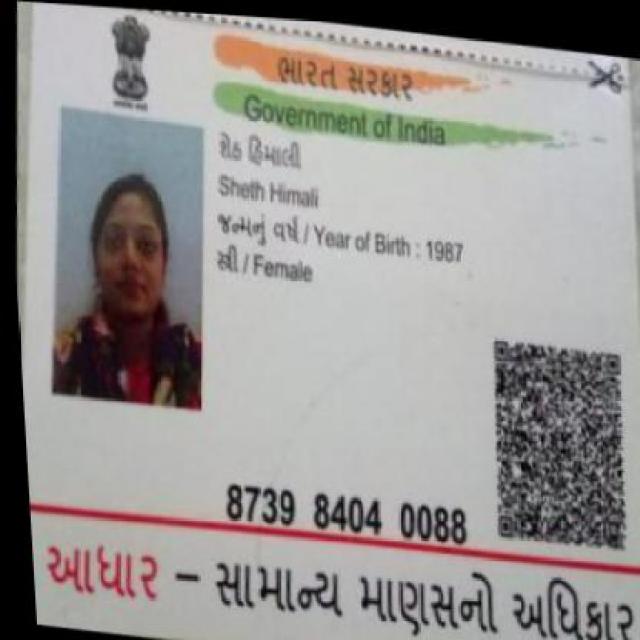 ભારત સરકાર
Government of India
શેઠ હિમાલી
Sheth Himali
જન્મનું વર્ષ / Year of Birth : 1987
સ્ત્રી / Female
8739 8404 0088
આધાર – સામાન્ય માણસનો અધિકાર